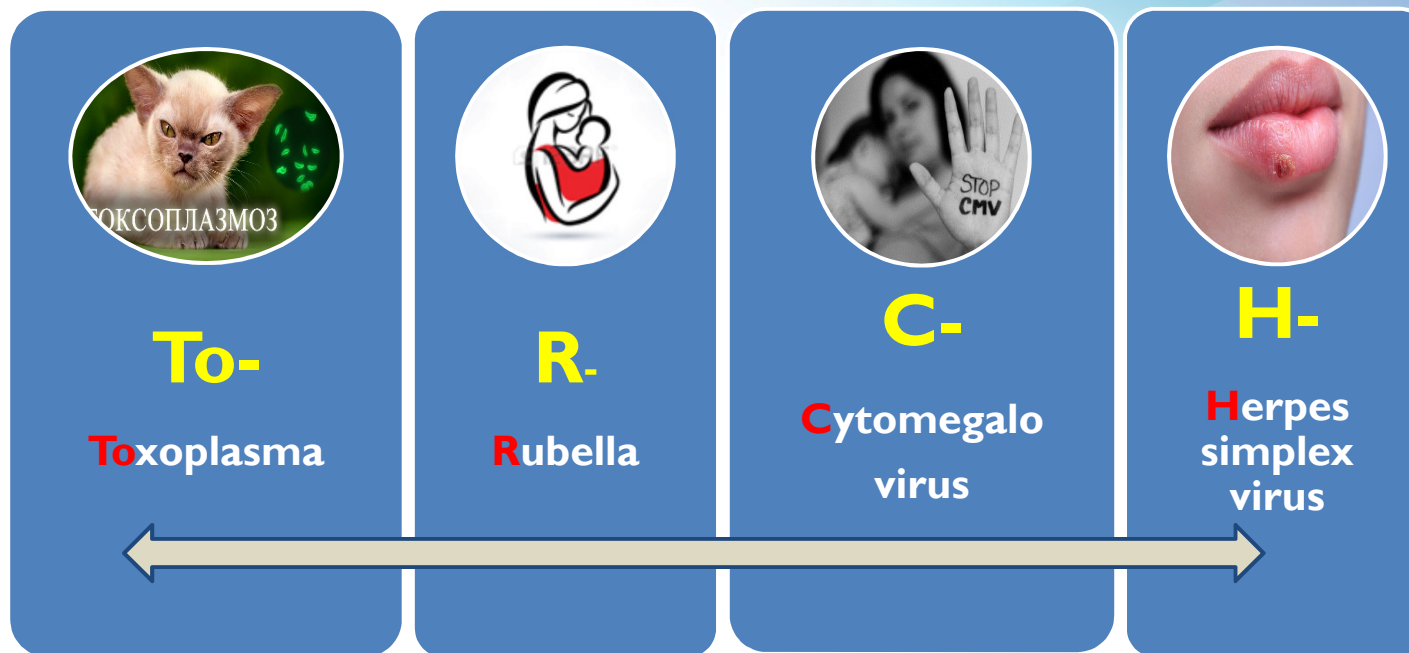 ТОКСОПЛАЗМОЗ
STOP
CMV
To-
Toxoplasma
R-
Rubella
C-
Cytomegalo
virus
H-
Herpes
simplex
virus